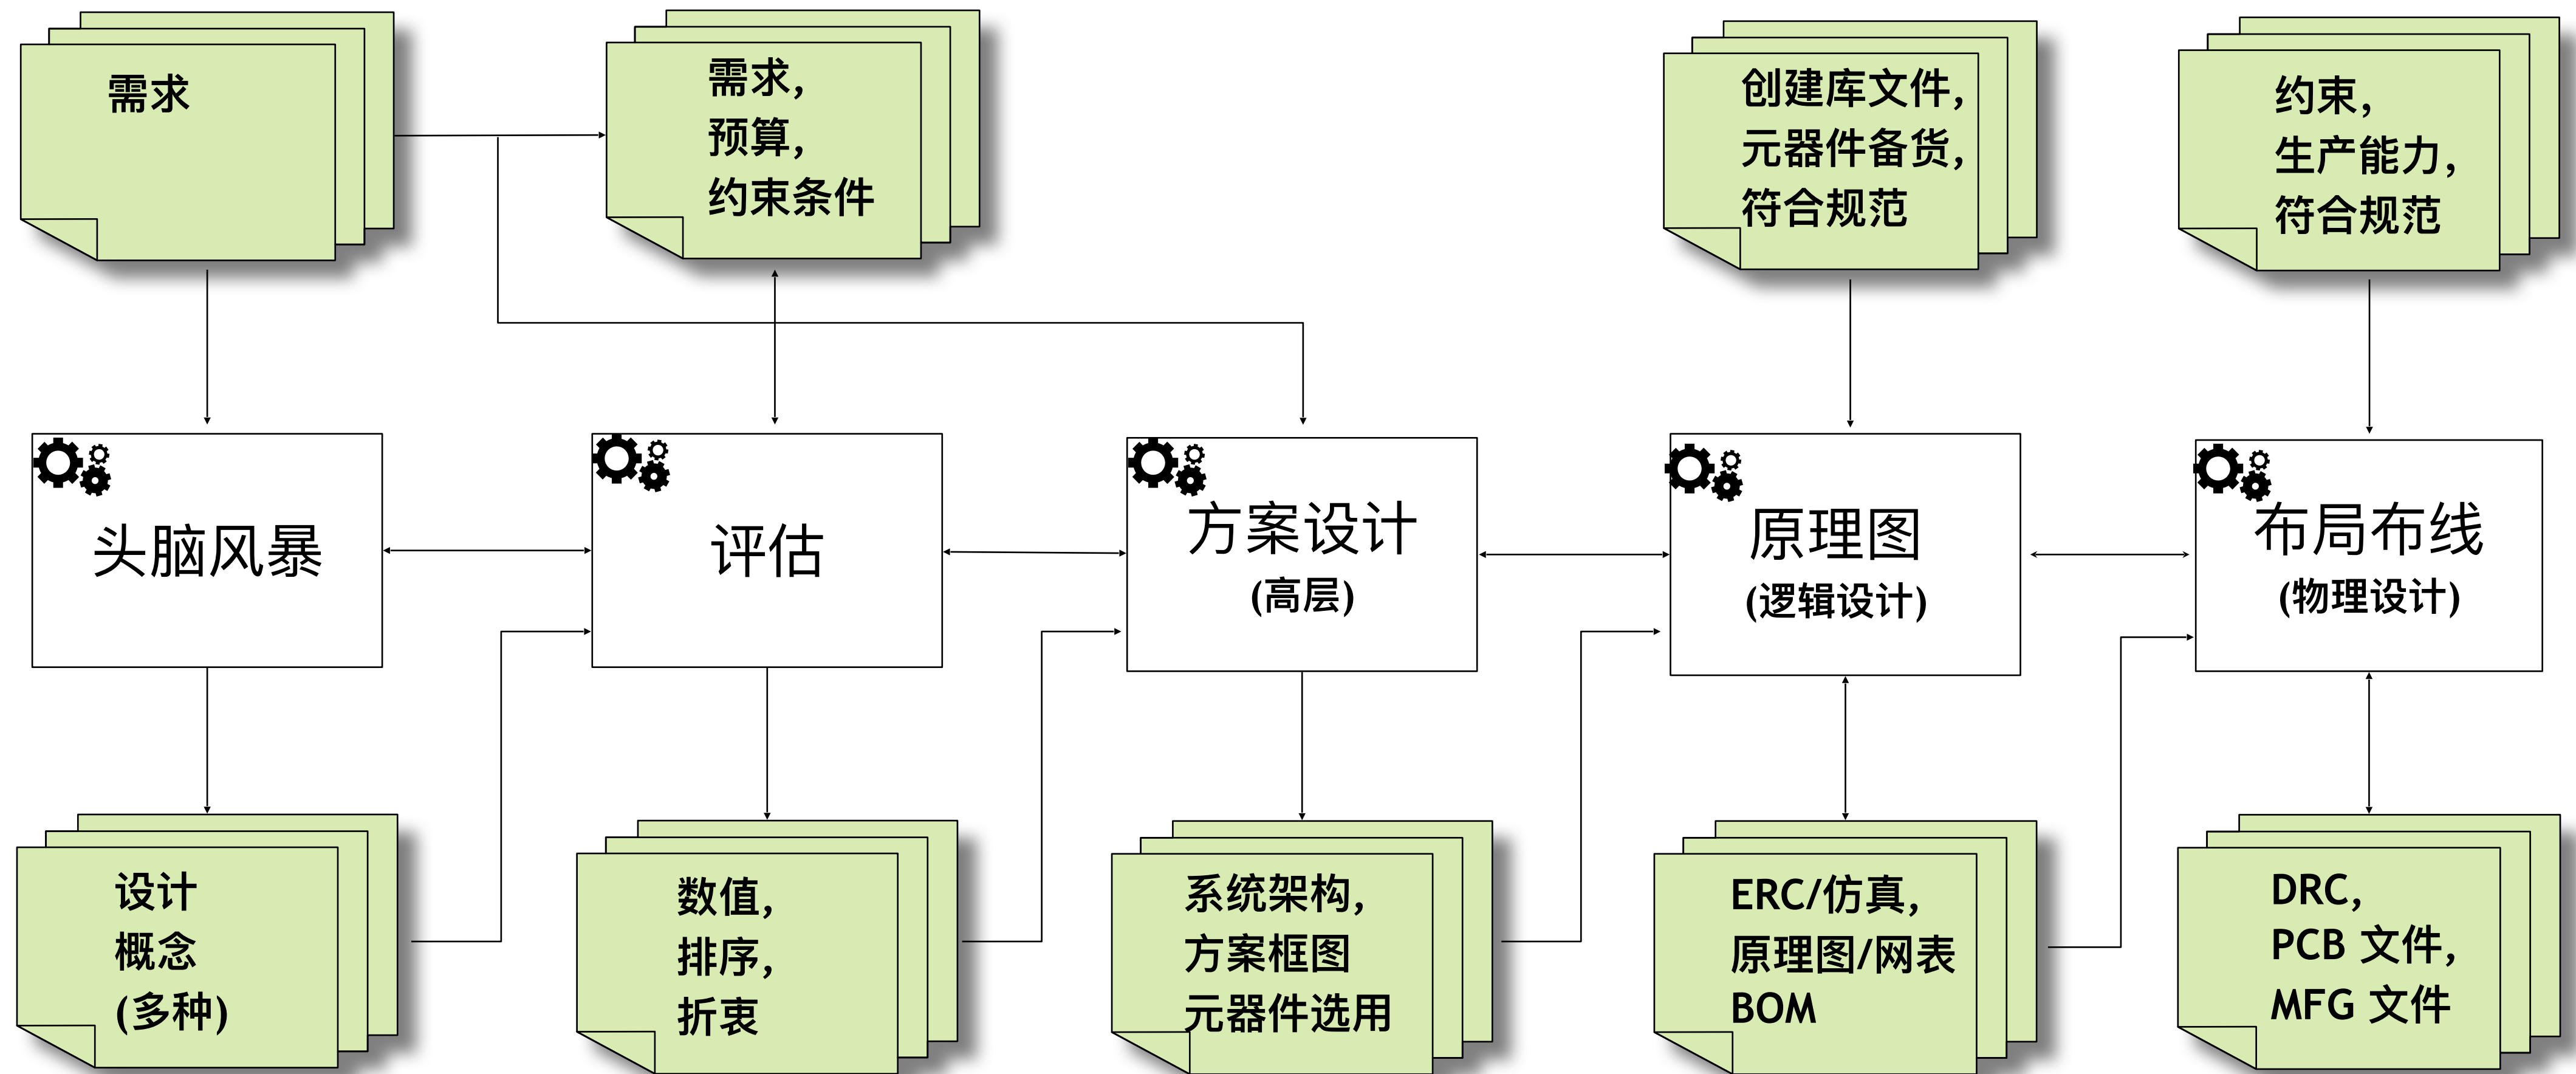 需求
需求，
预算，
约束条件
创建库文件，
元器件备货，
符合规范
约束，
生产能力，
符合规范
头脑风暴
评估
方案设计
(高层)
原理图
(逻辑设计)
布局布线
(物理设计)
设计
概念
(多种)
数值，
排序，
折衷
系统架构，
方案框图
元器件选用
ERC/仿真，
原理图/网表
BOM
DRC，
PCB 文件，
MFG 文件